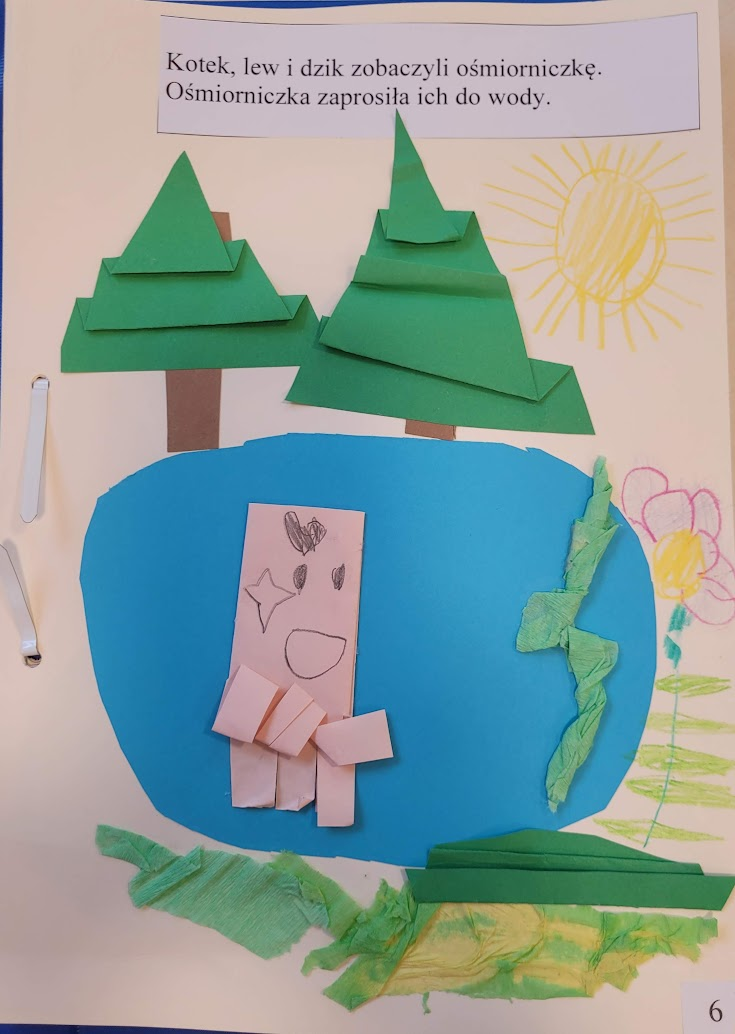 Kotek, lew i dzik zobaczyli ośmiorniczkę.
Ośmiorniczka zaprosiła ich do wody.
6